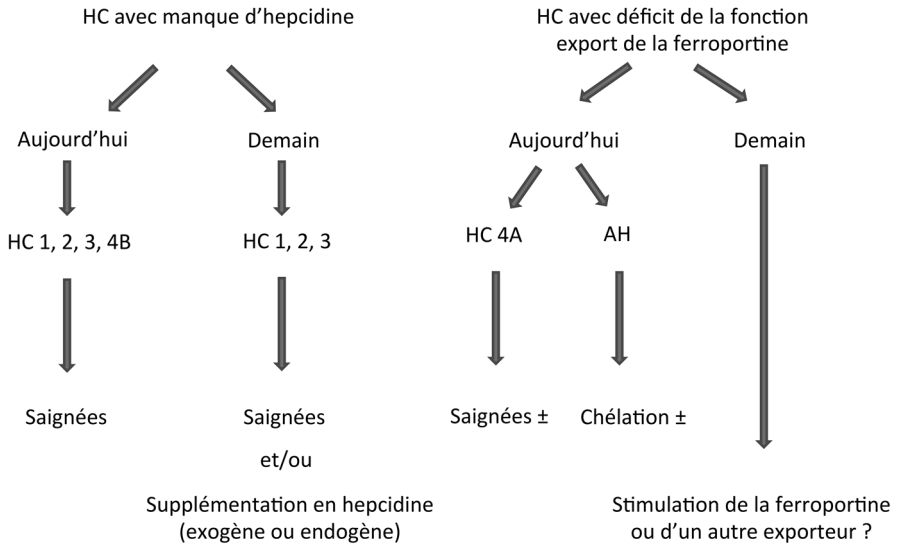 HC avec manque d’hepcidine
Aujourd’hui
Demain
HC 1, 2, 3, 4B
HC 1, 2, 3
Saignées
Saignées
et/ou
Supplémentation en hepcidine
(exogène ou endogène)
HC avec déficit de la fonction
export de la ferroportine
Aujourd’hui
Demain
HC 4A
AH
Saignées ±
Chélation ±
Stimulation de la ferroportine
ou d’un autre exporteur ?